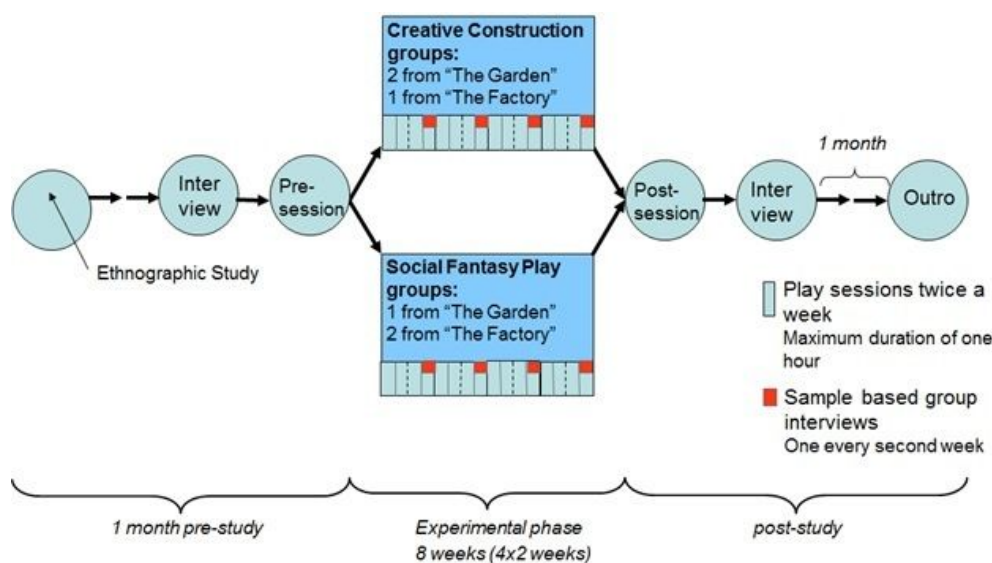 Creative Construction
groups:
2 from “The Garden”
1 from “The Factory”
Inter
view
Pre-
session
Ethnographic Study
Social Fantasy Play
groups:
1 from “The Garden”
2 from “The Factory”
Post-
session
Inter
view
1 month
Outro
Play sessions twice a
week
Maximum duration of one
hour
Sample based group
interviews
One every second week
1 month pre-study
Experimental phase
8 weeks (4x2 weeks)
post-study